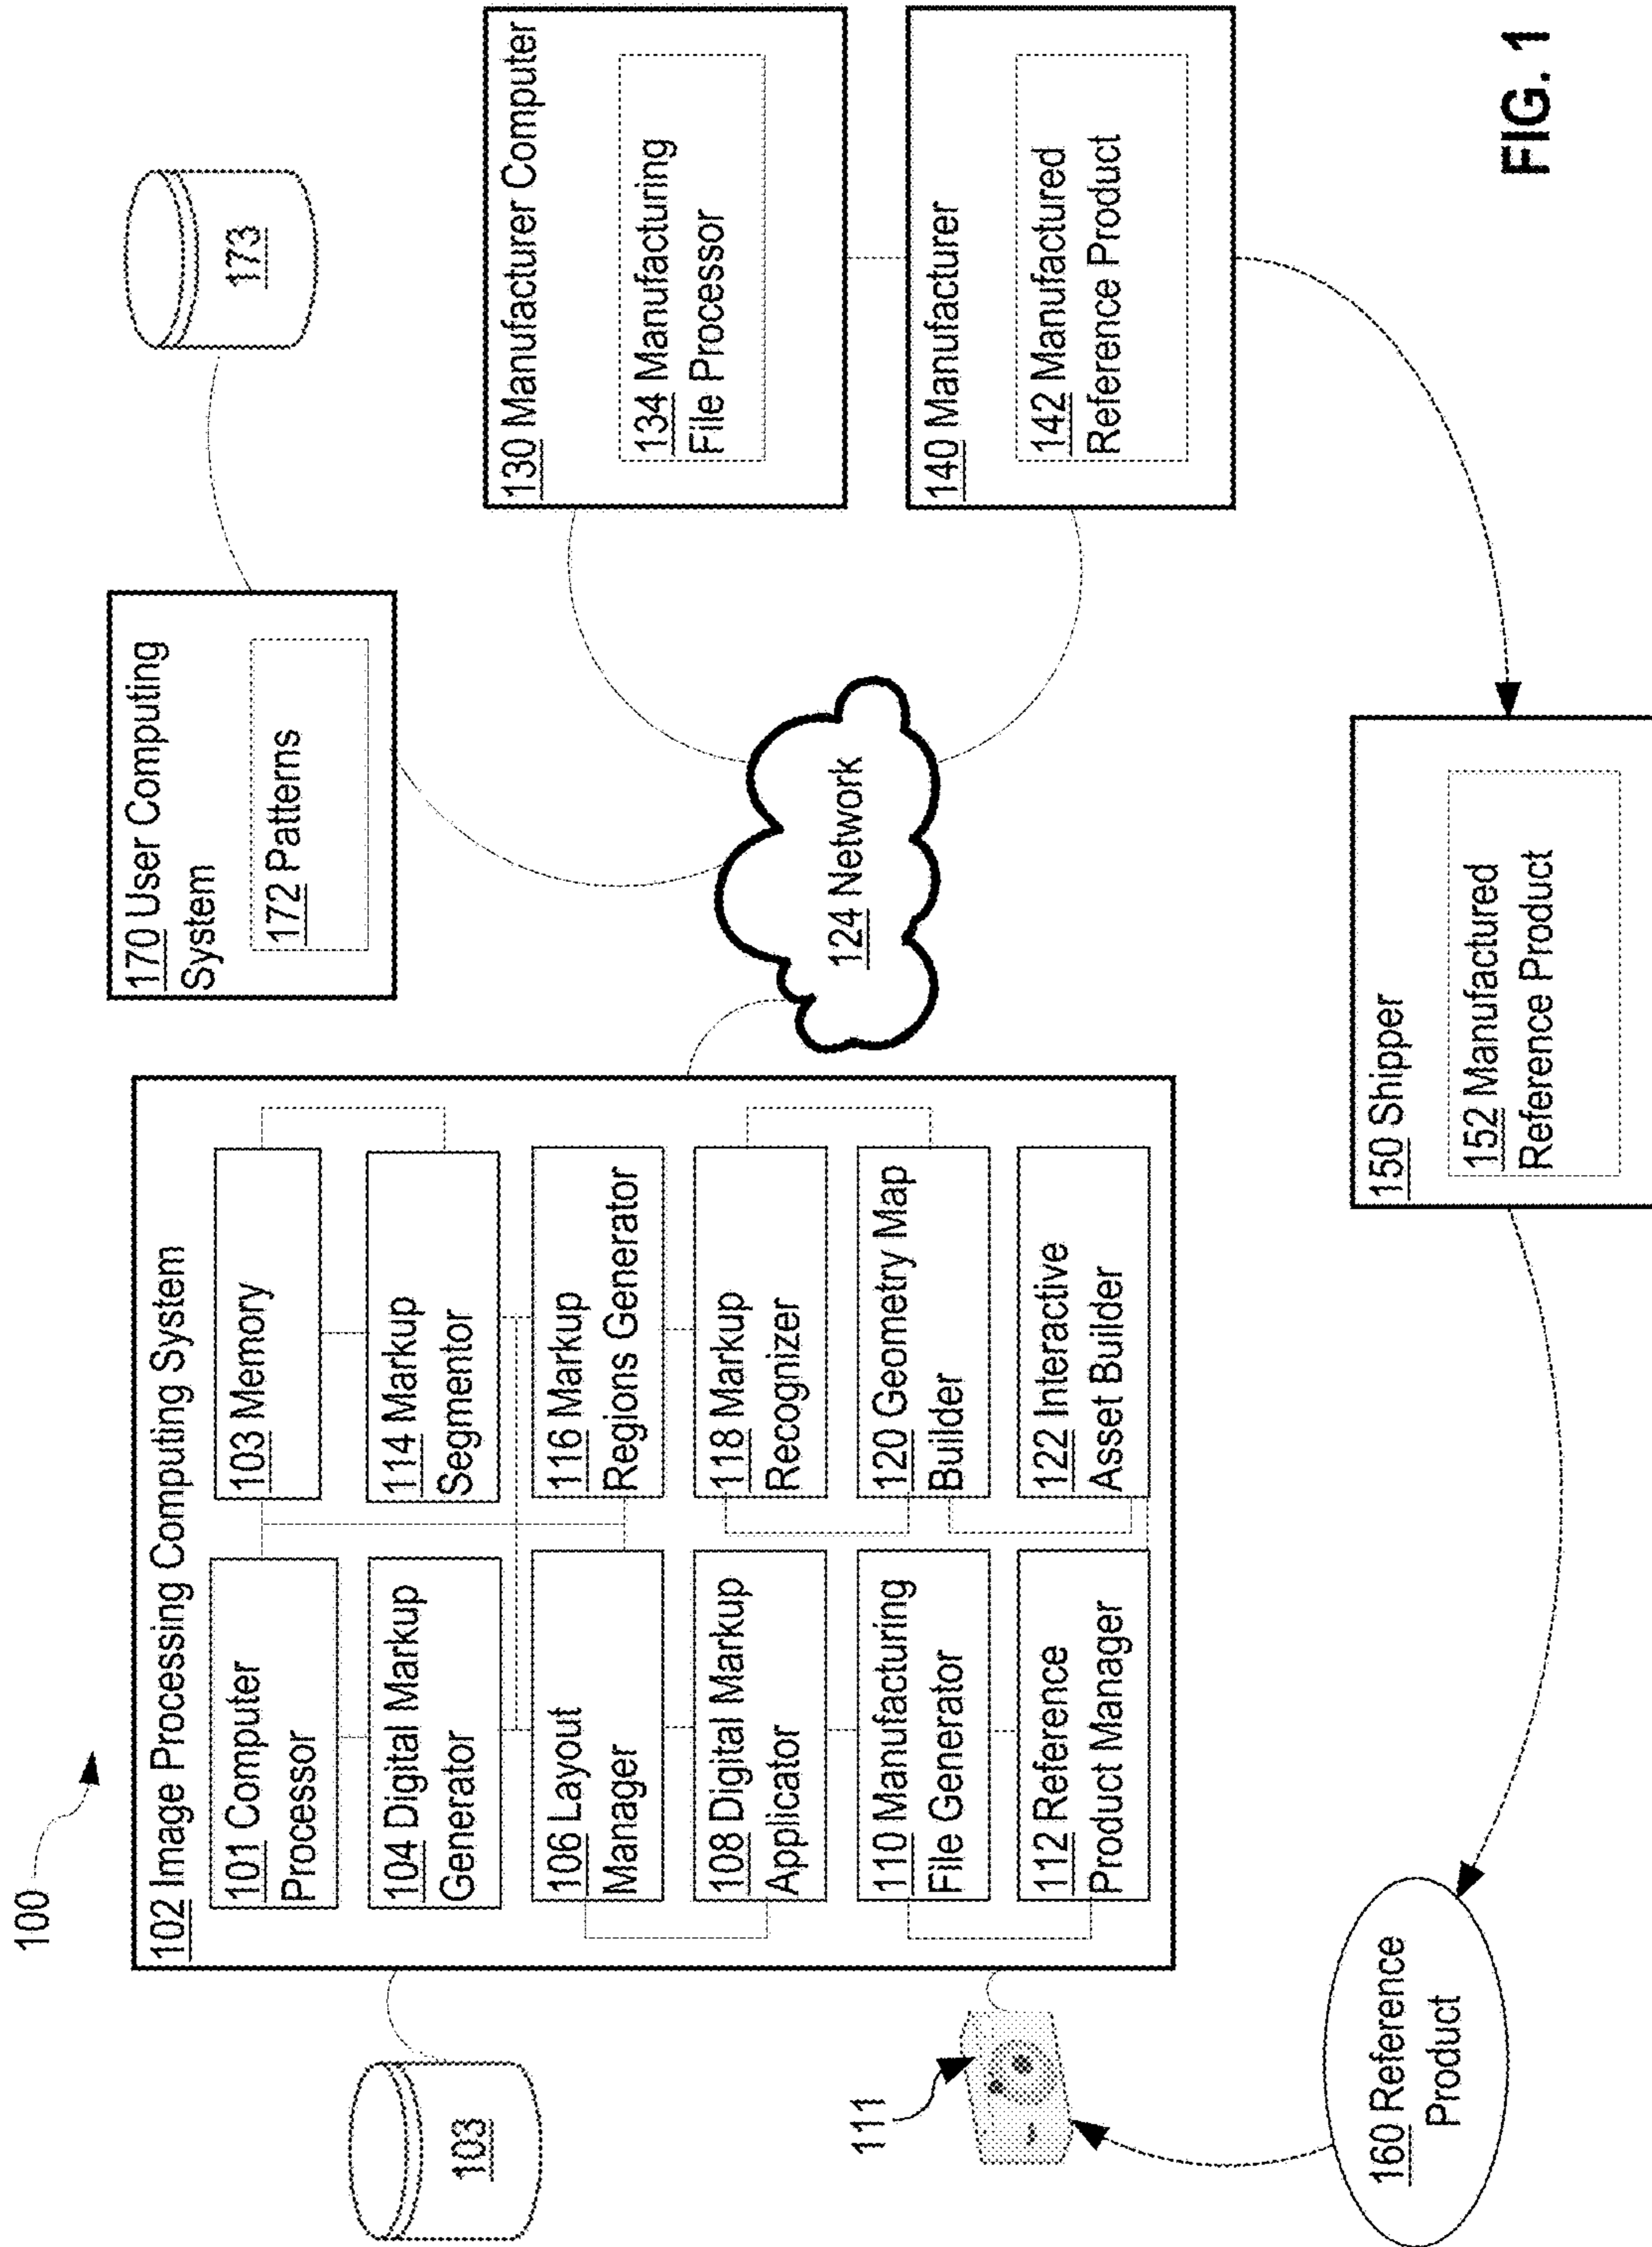 100
102 Image Processing Computing System
101 Computer
Processor
103 Memory
104 Digital Markup
Generator
114 Markup
Segmentor
106 Layout
Manager
116 Markup
Regions Generator
108 Digital Markup
Applicator
118 Markup
Recognizer
110 Manufacturing
File Generator
120 Geometry Map
Builder
112 Reference
Product Manager
122 Interactive
Asset Builder
103
111
160 Reference
Product
170 User Computing
System
172 Patterns
173
124 Network
130 Manufacturer Computer
134 Manufacturing
File Processor
140 Manufacturer
142 Manufactured
Reference Product
150 Shipper
152 Manufactured
Reference Product
FIG. 1